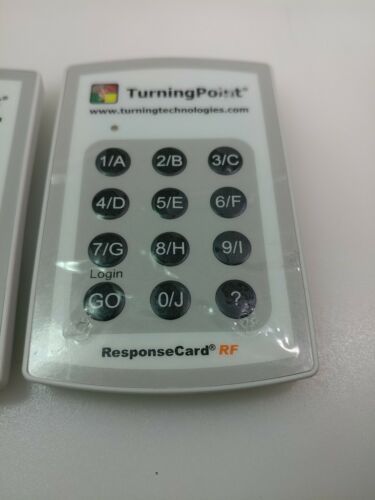 TurningPoint®
www.turningtechnologies.com
1/A 2/B 3/C
4/D 5/E 6/F
7/G 8/H 9/I
Login
GO 0/J ?
ResponseCard® RF